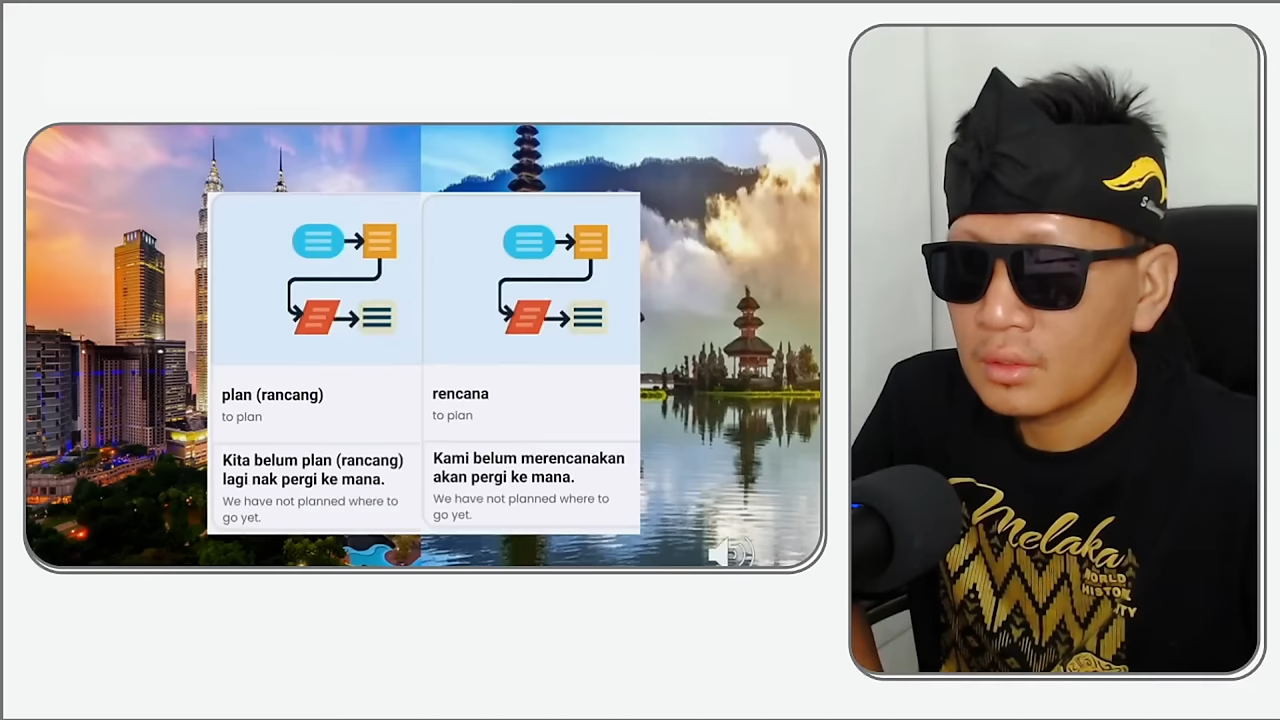 plan (rancang)
to plan
Kita belum plan (rancang)
lagi nak pergi ke mana.
We have not planned where to
go yet.
rencana
to plan
Kami belum merencanakan
akan pergi ke mana.
We have not planned where to
go yet.
Melaka
WORLD